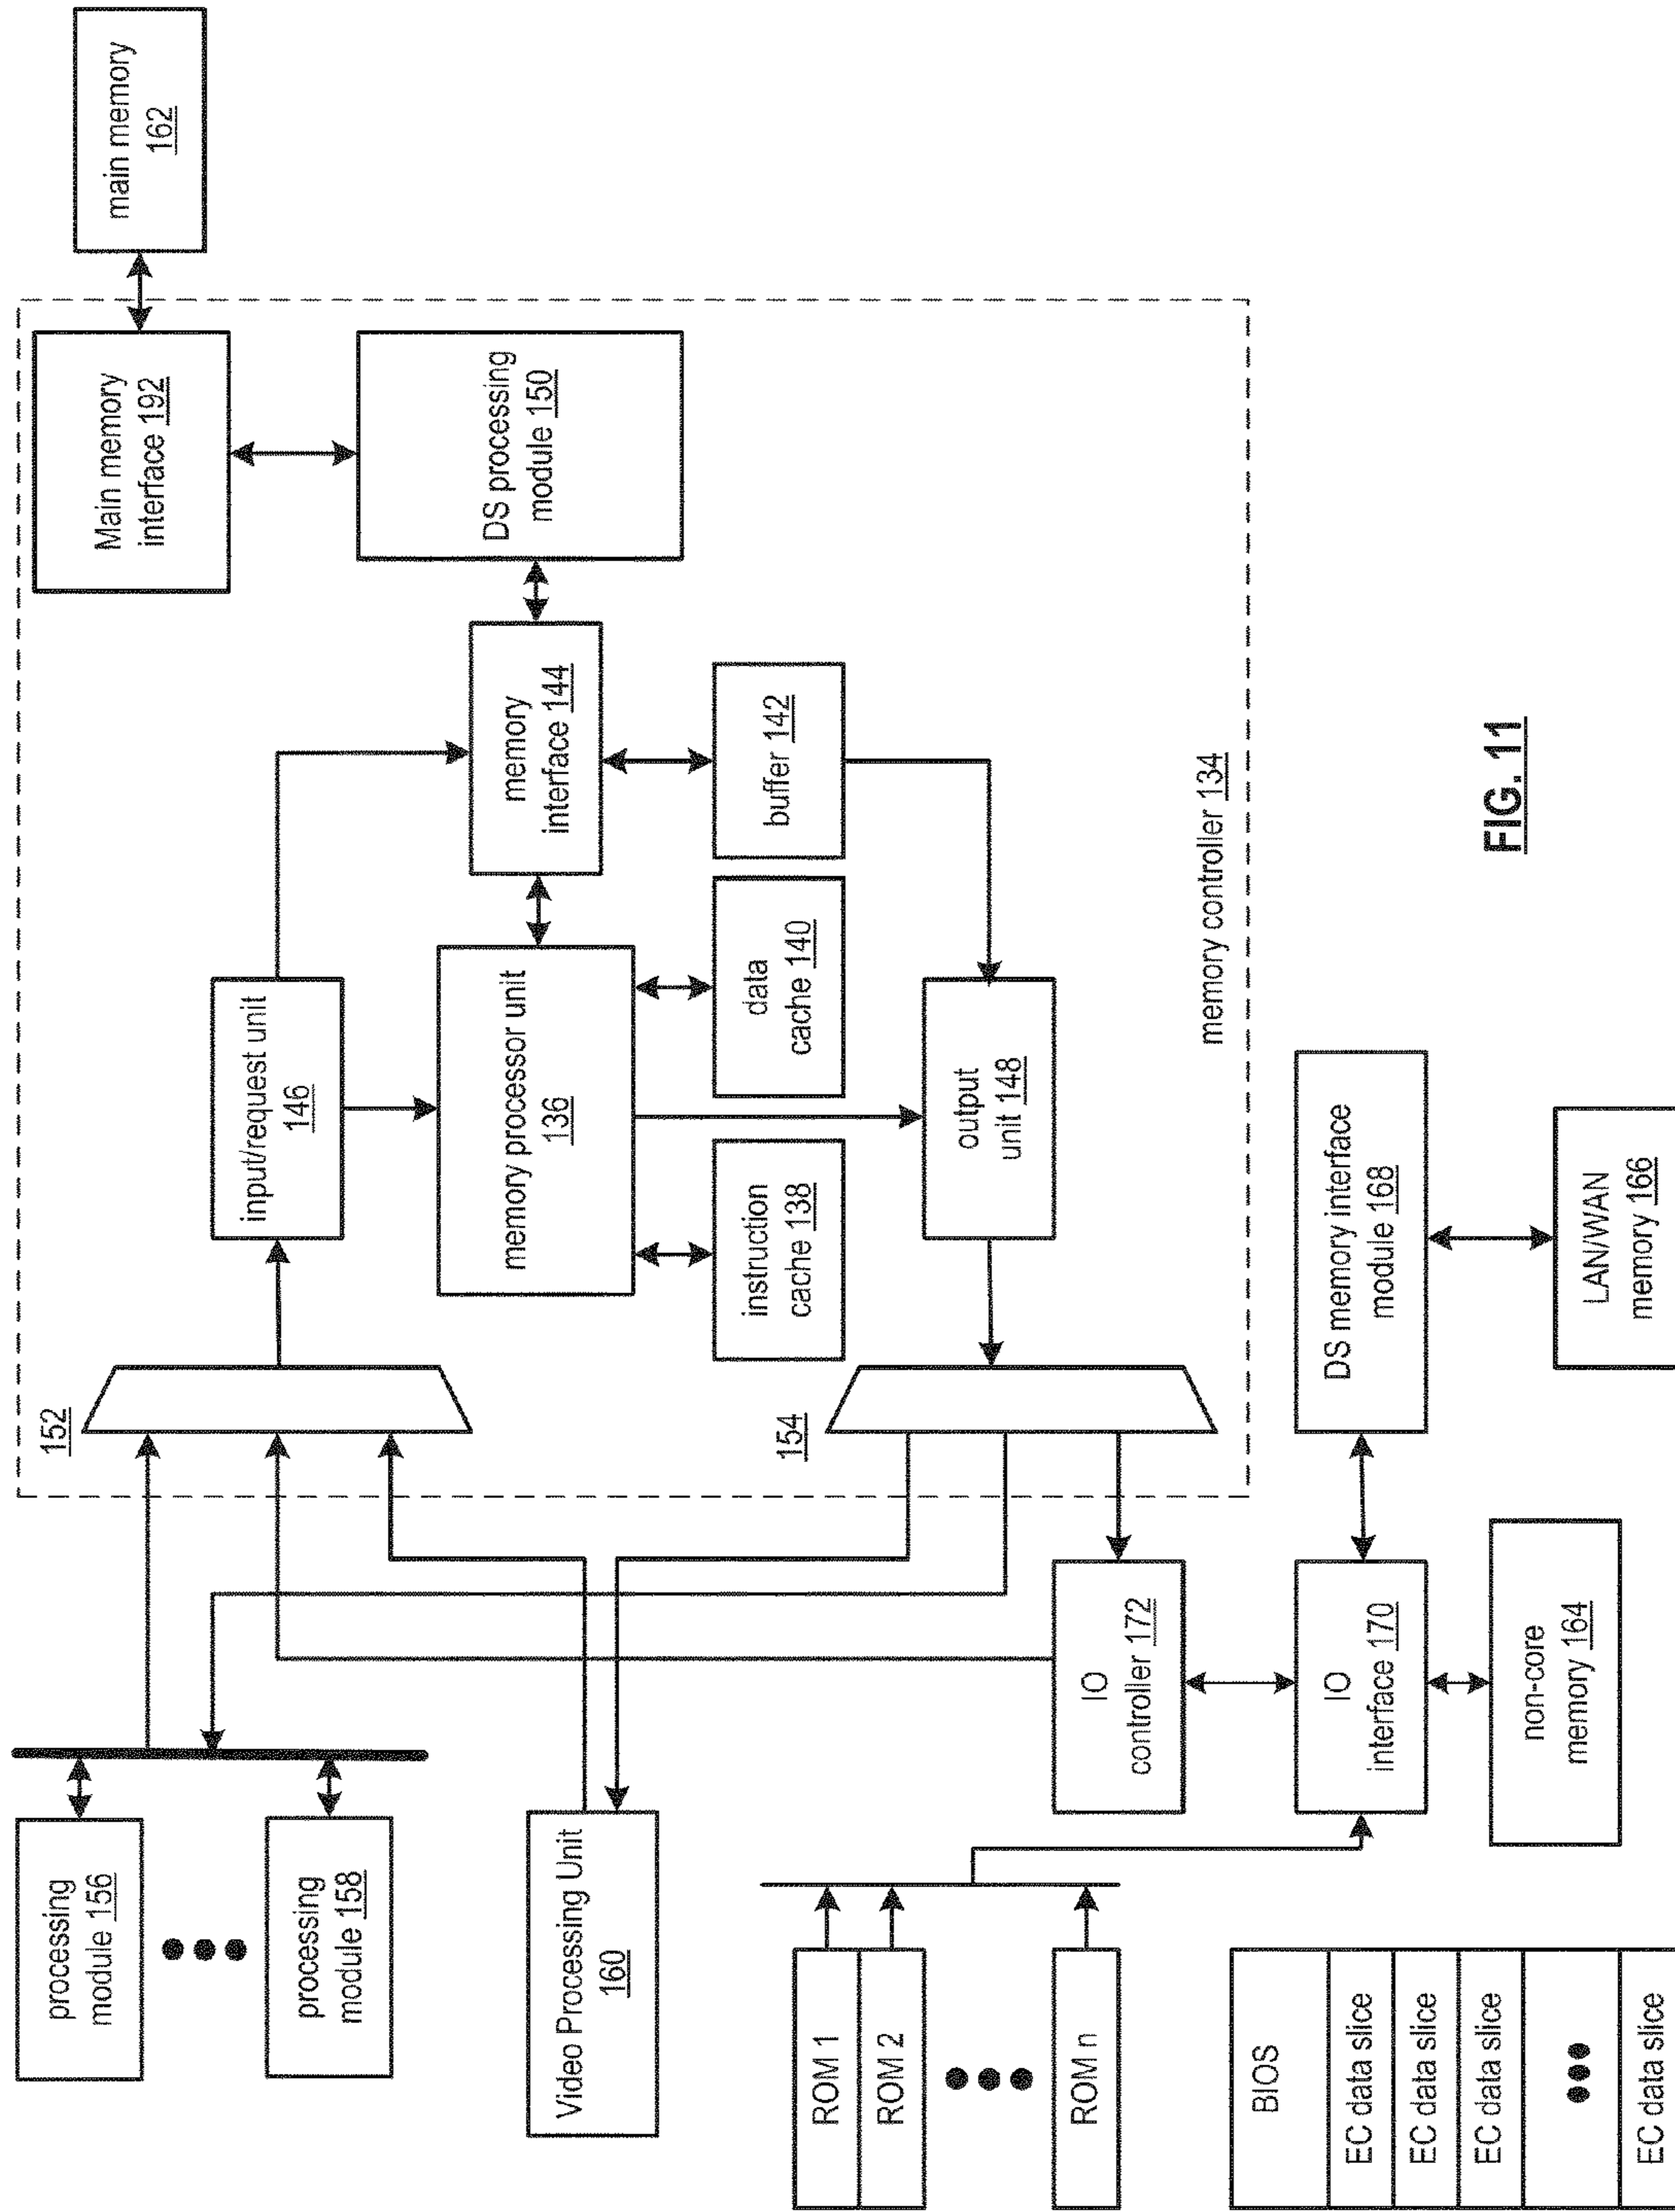 processing
module 156
processing
module 158
152
input/request unit
146
Main memory
interface 192
main memory
162
Video Processing Unit
160
memory processor unit
136
memory
interface 144
DS processing
module 150
instruction
cache 138
data
cache 140
buffer 142
154
output
unit 148
memory controller 134
ROM 1
ROM 2
ROM n
IO
controller 172
IO
interface 170
DS memory interface
module 168
non-core
memory 164
LAN/WAN
memory 166
BIOS
EC data slice
EC data slice
EC data slice
EC data slice
FIG. 11